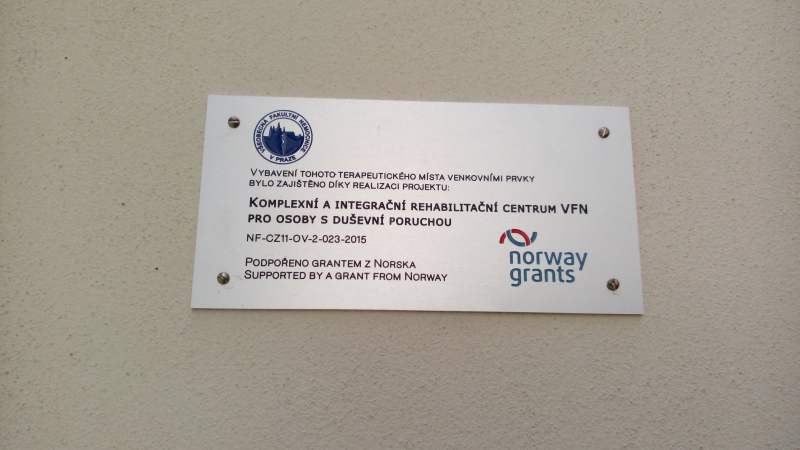 VŠEOBECNÁ FAKULTNÍ NEMOCNICE
V PRAZE
VYBAVENÍ TOHOTO TERAPEUTICKÉHO MÍSTA VENKOVNÍMI PRVKY
BYLO ZAJIŠTĚNO DÍKY REALIZACI PROJEKTU:
KOMPLEXNÍ A INTEGRAČNÍ REHABILITAČNÍ CENTRUM VFN
PRO OSOBY S DUŠEVNÍ PORUCHOU
NF-CZ11-OV-2-023-2015
PODPOŘENO GRANTEM Z NORSKA
SUPPORTED BY A GRANT FROM NORWAY
norway
grants